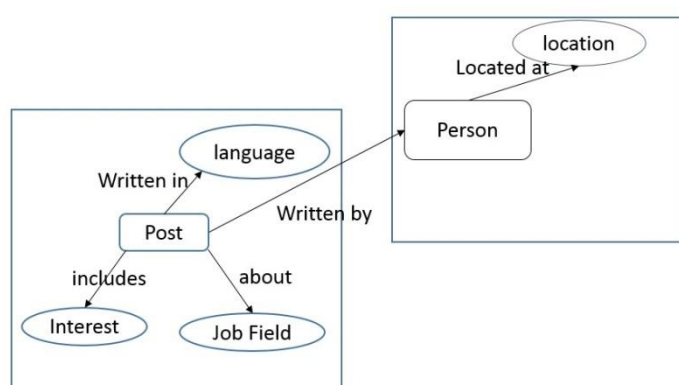 location
Located at
Person
language
Written in
Written by
Post
includes
about
Interest
Job Field